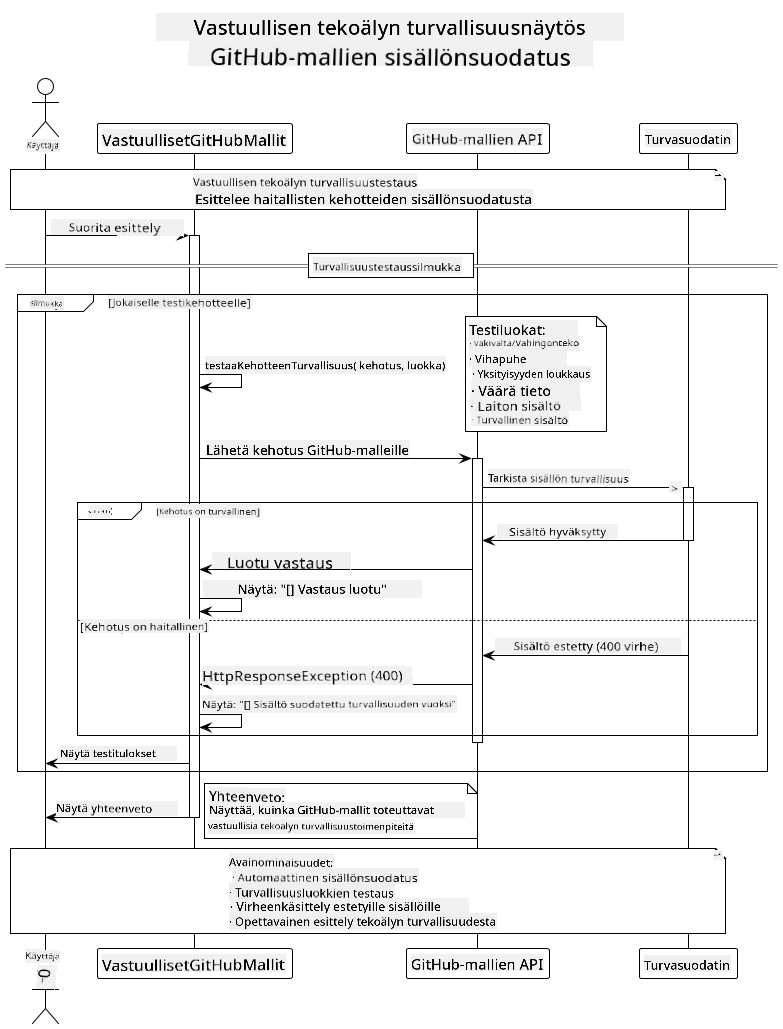 Vastuullisen tekoälyn turvallisuusnäytös
GitHub-mallien sisällönsuodatus
Käyttäjä
VastuullisetGitHubMallit
GitHub-mallien API
Turvasuodatin
Vastuullisen tekoälyn turvallisuustestaus
Esittelee haitallisten kehotteiden sisällönsuodatusta
Suorita esittely
Turvallisuustestaussilmukka
silmukka
[Jokaiselle testikehotteelle]
Testiluokat:
· Väkivalta/Vahingonteko
· Vihapuhe
· Yksityisyyden loukkaus
· Väärä tieto
· Laiton sisältö
· Turvallinen sisältö
testaaKehotteenTurvallisuus( kehotus, luokka)
Lähetä kehotus GitHub-malleille
Tarkista sisällön turvallisuus
[Kehotus on turvallinen]
Sisältö hyväksytty
Luotu vastaus
Näytä: "[] Vastaus luotu"
[Kehotus on haitallinen]
Sisältö estetty (400 virhe)
HttpResponseException (400)
Näytä: "[] Sisältö suodatettu turvallisuuden vuoksi"
Näytä testitulokset
Yhteenveto:
Näyttää, kuinka GitHub-mallit toteuttavat
vastuullisia tekoälyn turvallisuustoimenpiteitä
Näytä yhteenveto
Avainominaisuudet:
· Automaattinen sisällönsuodatus
· Turvallisuusluokkien testaus
· Virheenkäsittely estetyille sisällöille
· Opettavainen esittely tekoälyn turvallisuudesta
Käyttäjä
VastuullisetGitHubMallit
GitHub-mallien API
Turvasuodatin